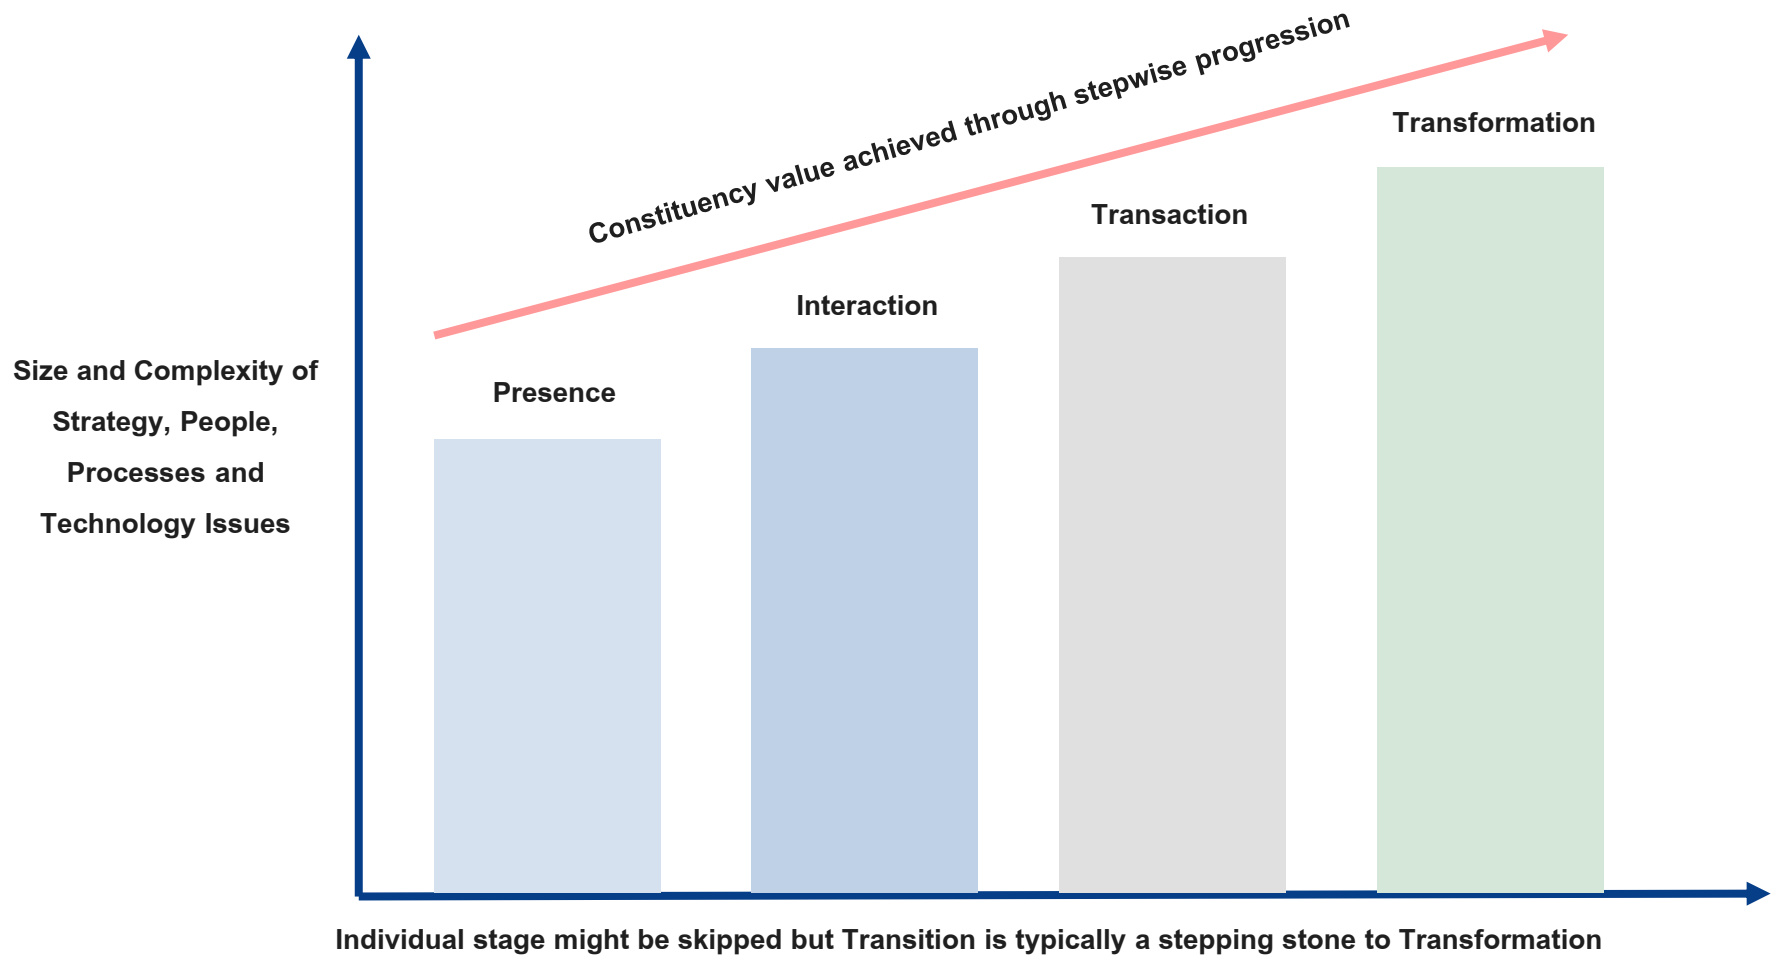 Constituency value achieved through stepwise progression
Transformation
Transaction
Interaction
Presence
Size and Complexity of
Strategy, People,
Processes and
Technology Issues
Individual stage might be skipped but Transition is typically a stepping stone to Transformation